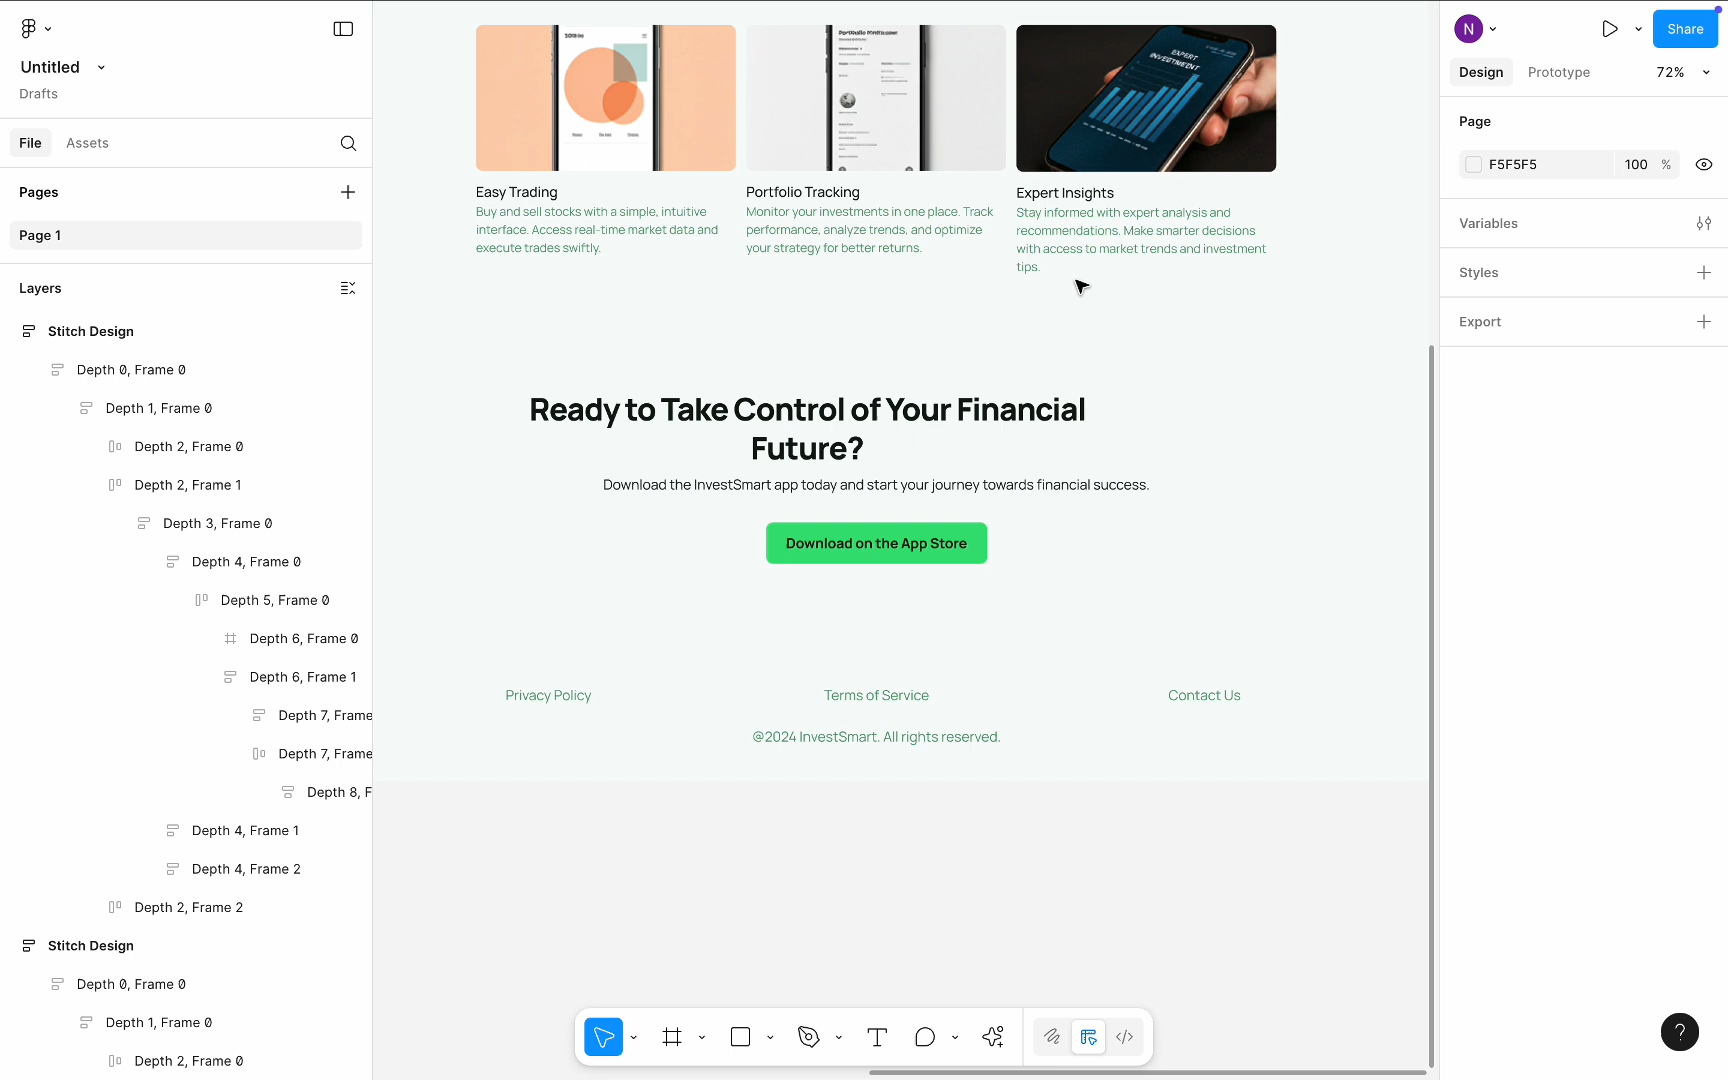 Untitled
Drafts
File
Assets
Pages
Page 1
Layers
Stitch Design
Depth 0, Frame 0
Depth 1, Frame 0
Depth 2, Frame 0
Depth 2, Frame 1
Depth 3, Frame 0
Depth 4, Frame 0
Depth 5, Frame 0
Depth 6, Frame 0
Depth 6, Frame 1
Depth 7, Frame
Depth 7, Frame
Depth 8, F
Depth 4, Frame 1
Depth 4, Frame 2
Depth 2, Frame 2
Stitch Design
Depth 0, Frame 0
Depth 1, Frame 0
Depth 2, Frame 0
EXPERT
INVESTMENT
Easy Trading
Buy and sell stocks with a simple, intuitive
interface. Access real-time market data and
execute trades swiftly.
Portfolio Tracking
Monitor your investments in one place. Track
performance, analyze trends, and optimize
your strategy for better returns.
Expert Insights
Stay informed with expert analysis and
recommendations. Make smarter decisions
with access to market trends and investment
tips.
Ready to Take Control of Your Financial
Future?
Download the InvestSmart app today and start your journey towards financial success.
Download on the App Store
Privacy Policy
Terms of Service
Contact Us
@2024 InvestSmart. All rights reserved.
N
Share
Design
Prototype
72%
Page
F5F5F5
100
%
Variables
Styles
Export
?